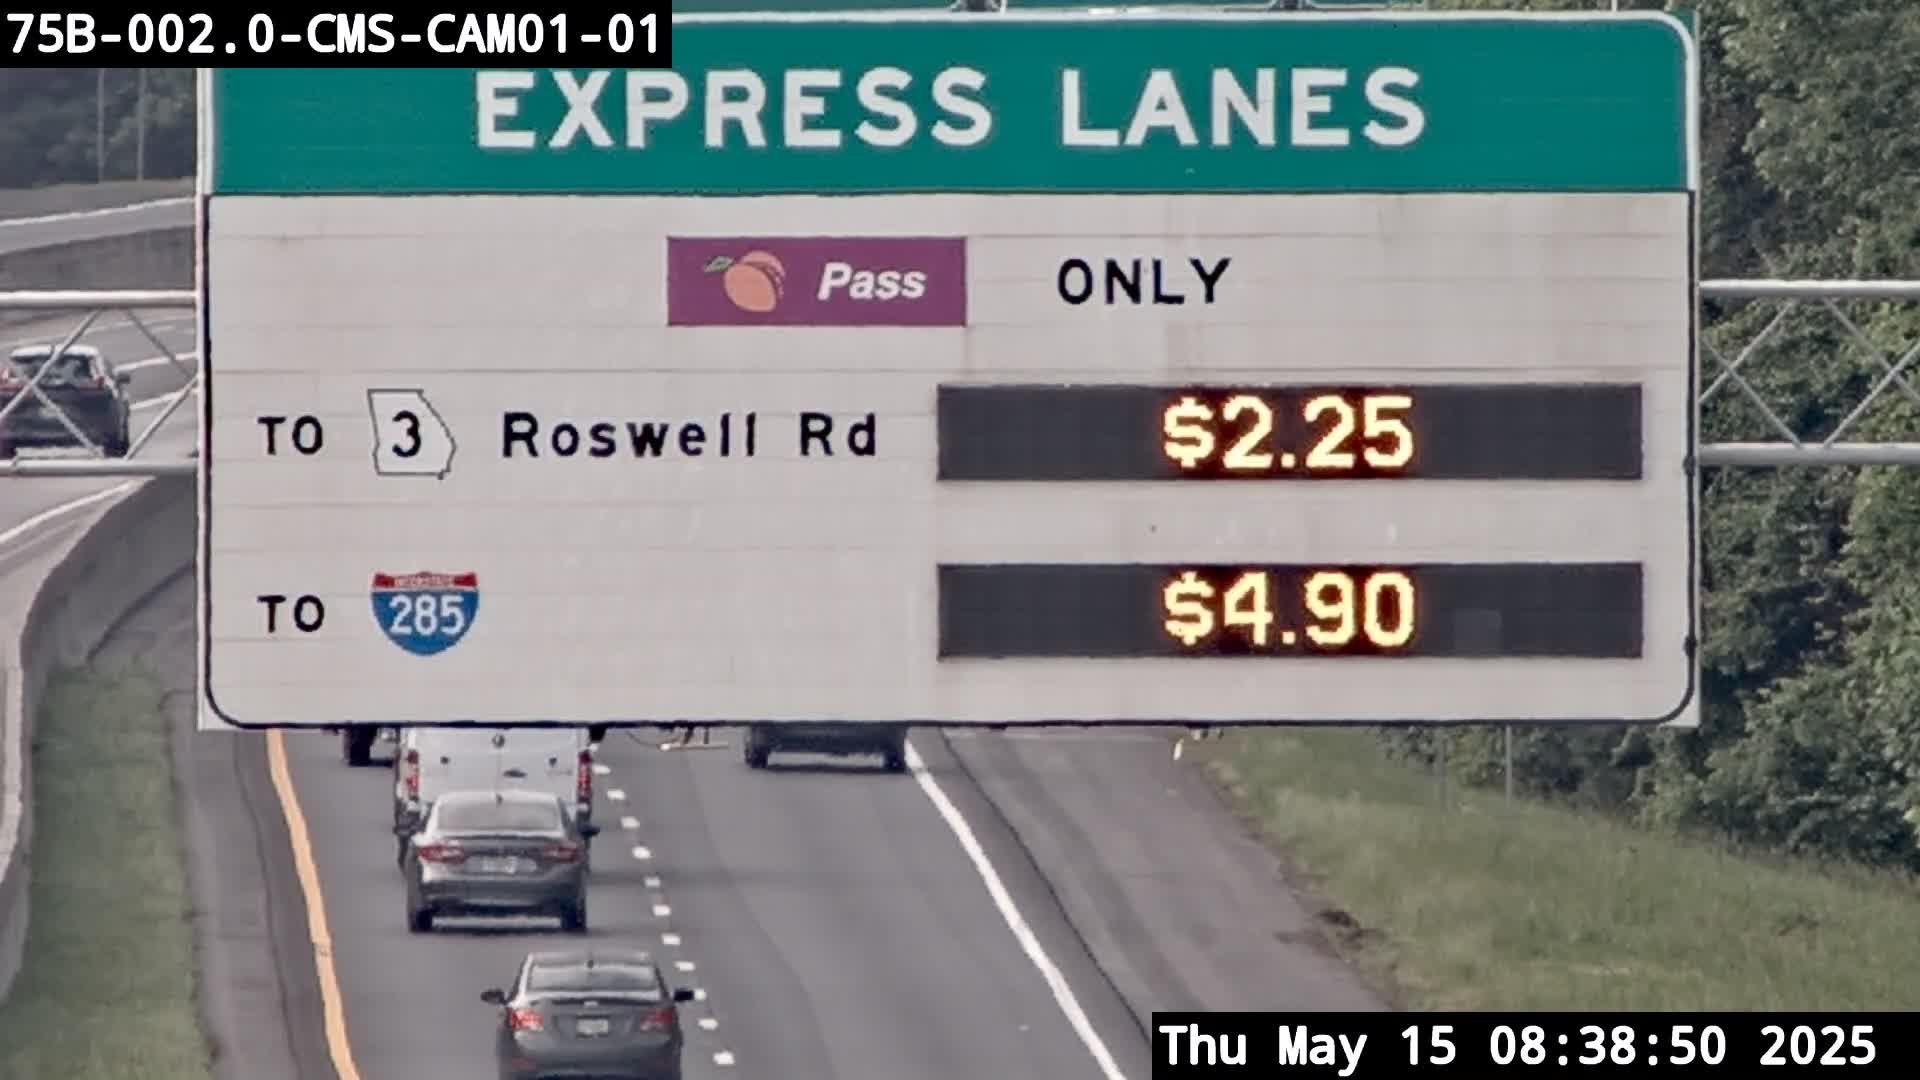 75B-002.0-CMS-CAM01-01
EXPRESS LANES
Pass ONLY
TO 3 Roswell Rd $2.25
INTERSTATE
TO 285 $4.90
Thu May 15 08:38:50 2025